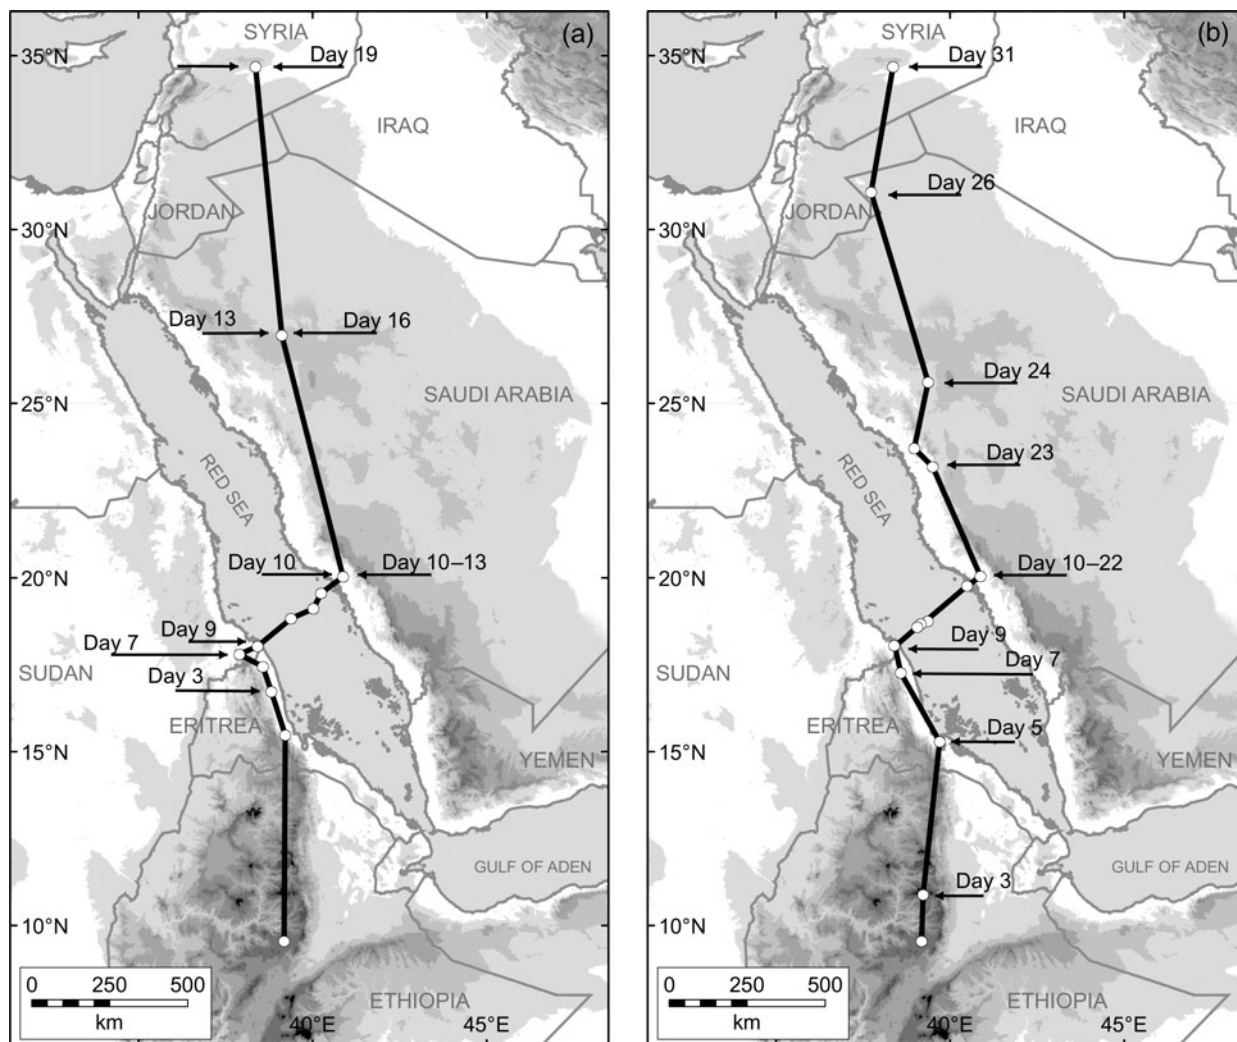 SYRIA
(a)
35°N
Day 19
IRAQ
JORDAN
30°N
Day 13
Day 16
25°N
SAUDI ARABIA
RED SEA
20°N
Day 10
Day 10–13
Day 9
Day 7
SUDAN
Day 3
ERITREA
15°N
YEMEN
GULF OF ADEN
10°N
0 250 500
km
ETHIOPIA
40°E
45°E
SYRIA
(b)
35°N
Day 31
IRAQ
Day 26
JORDAN
30°N
Day 24
25°N
SAUDI ARABIA
Day 23
RED SEA
20°N
Day 10–22
Day 9
SUDAN
Day 7
ERITREA
Day 5
15°N
YEMEN
GULF OF ADEN
Day 3
10°N
0 250 500
km
ETHIOPIA
40°E
45°E